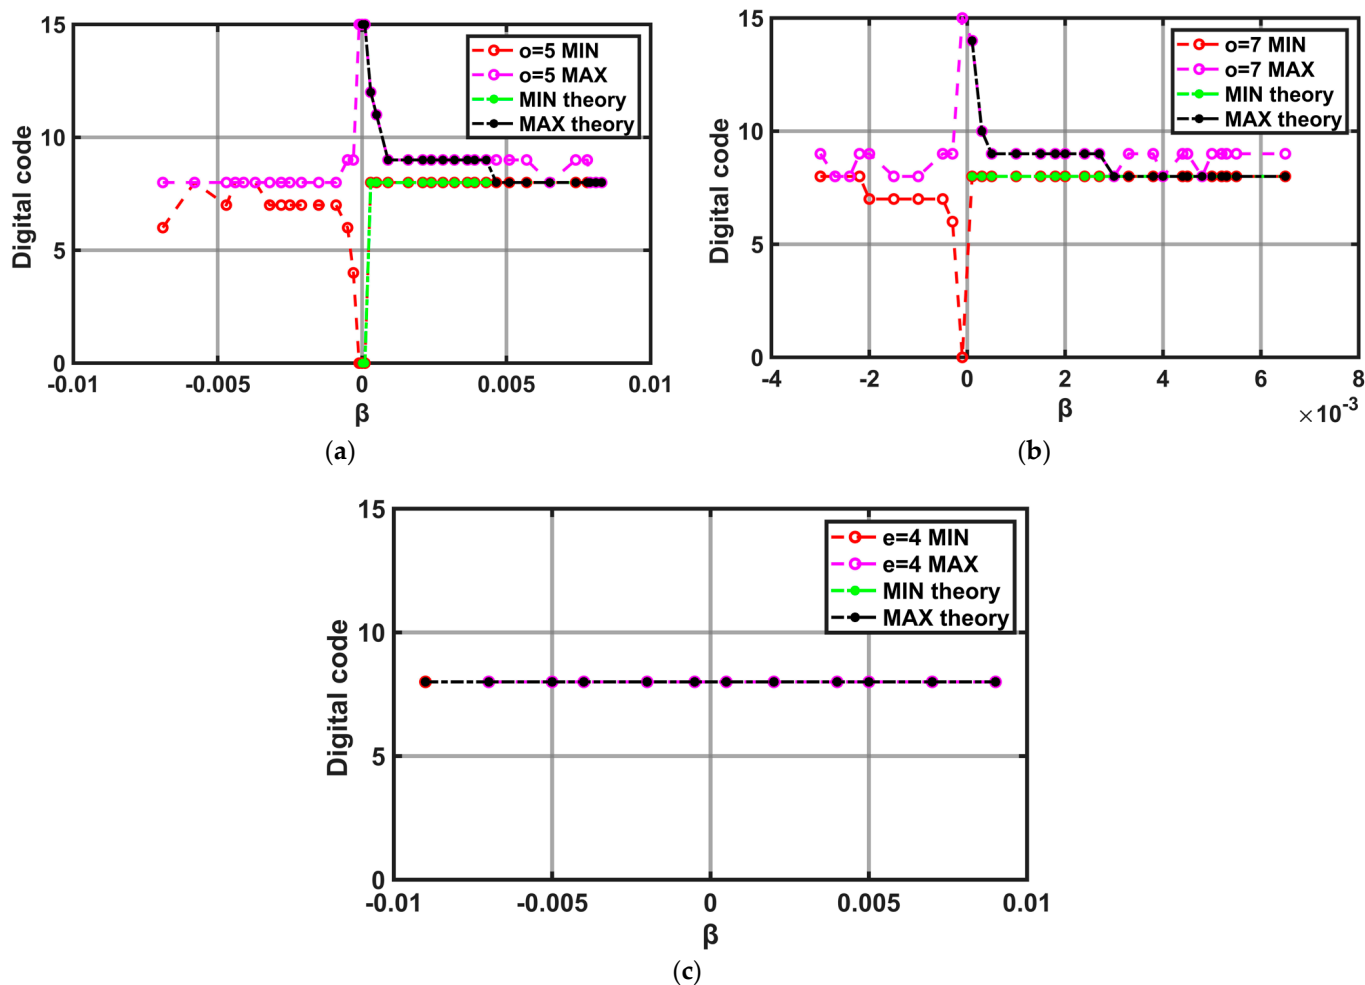 15
10
5
0
Digital code
o=5 MIN
o=5 MAX
MIN theory
MAX theory
-0.01
-0.005
0
0.005
0.01
β
(a)
15
10
5
0
Digital code
o=7 MIN
o=7 MAX
MIN theory
MAX theory
-4
-2
0
2
4
6
8
β
×10⁻³
(b)
15
10
5
0
Digital code
e=4 MIN
e=4 MAX
MIN theory
MAX theory
-0.01
-0.005
0
0.005
0.01
β
(c)